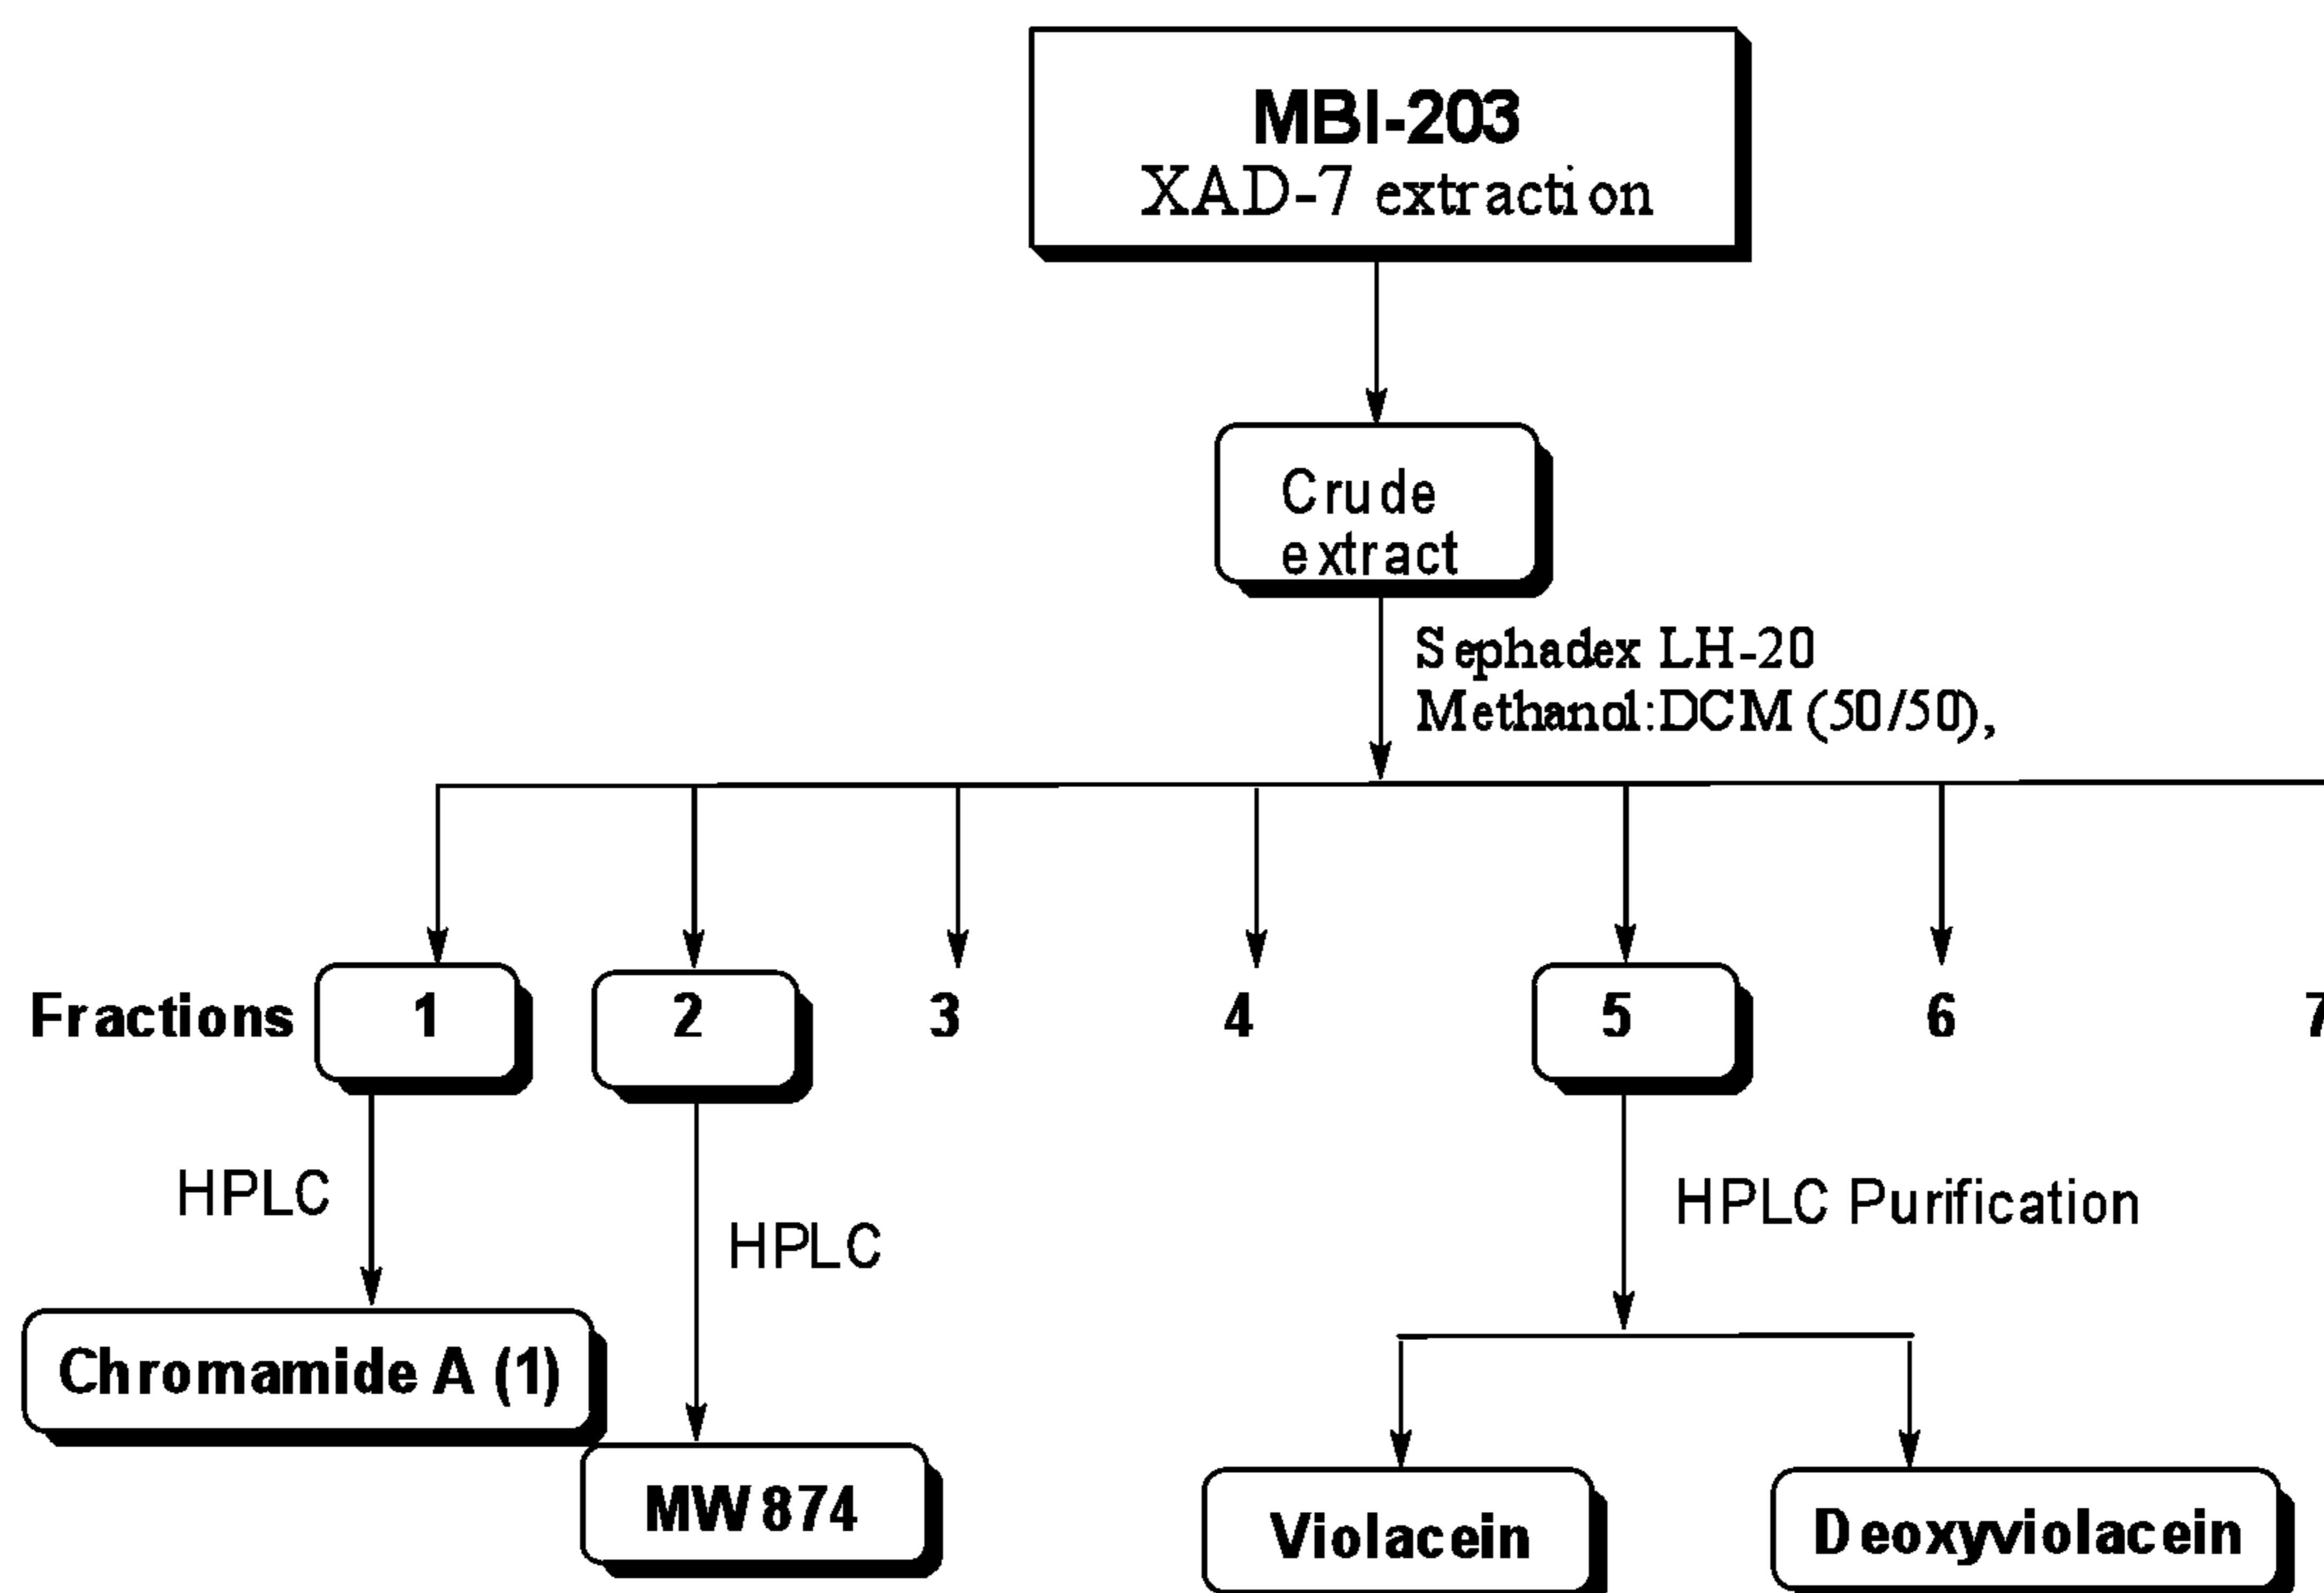 MBI-203
XAD-7 extraction
Crude
extract
Sephadex LH-20
Methanol:DCM (50/50),
Fractions 1 2 3 4 5 6 7
HPLC
HPLC
HPLC Purification
Chromamide A (1)
MW 874
Violacein
Deoxyviolacein